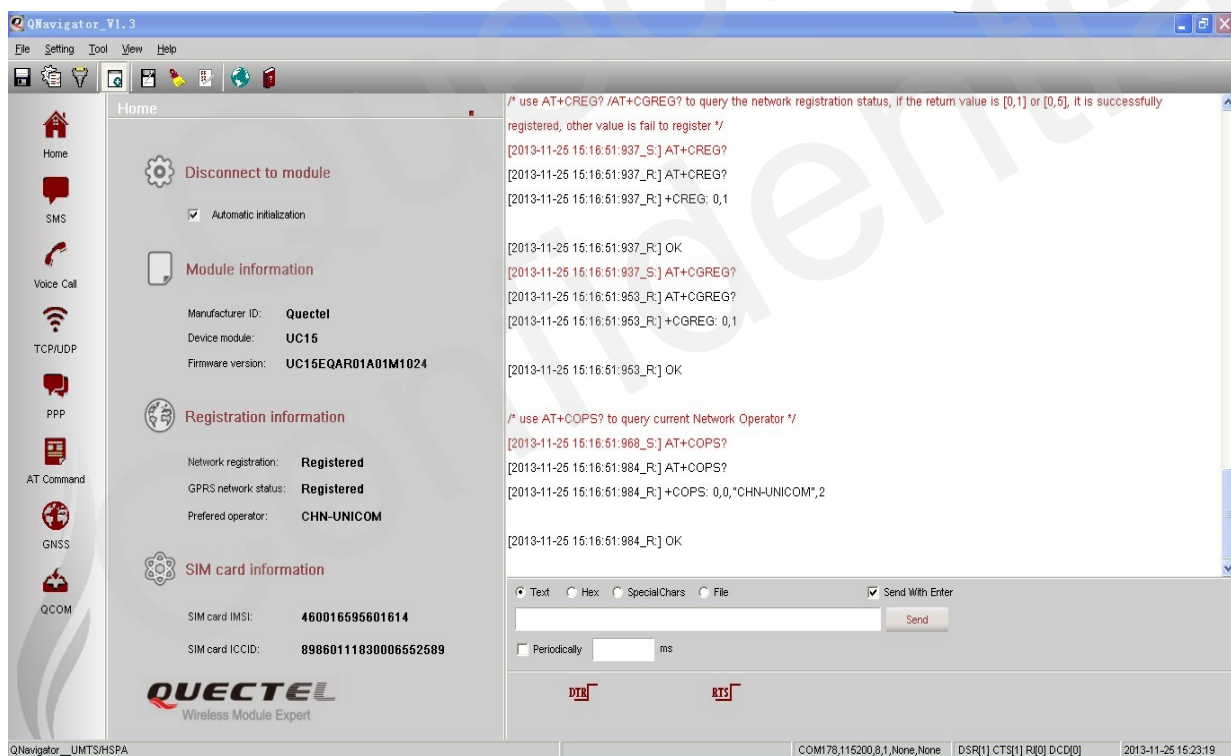 QNavigator_V1.3
File Setting Tool View Help
Home
SMS
Voice Call
TCP/UDP
PPP
AT Command
GNSS
QCOM
Home
Disconnect to module
Automatic initialization
Module information
Manufacturer ID: Quectel
Device module: UC15
Firmware version: UC15EQAR01A01M1024
Registration information
Network registration: Registered
GPRS network status: Registered
Prefered operator: CHN-UNICOM
SIM card information
SIM card IMSI: 460016595601614
SIM card ICCID: 89860111830006552589
QUECTEL
Wireless Module Expert
/* use AT+CREG? /AT+CGREG? to query the network registration status, if the return value is [0,1] or [0,5], it is successfully
registered, other value is fail to register */
[2013-11-25 15:16:51:937_S:] AT+CREG?
[2013-11-25 15:16:51:937_R:] AT+CREG?
[2013-11-25 15:16:51:937_R:] +CREG: 0,1
[2013-11-25 15:16:51:937_R:] OK
[2013-11-25 15:16:51:937_S:] AT+CGREG?
[2013-11-25 15:16:51:953_R:] AT+CGREG?
[2013-11-25 15:16:51:953_R:] +CGREG: 0,1
[2013-11-25 15:16:51:953_R:] OK
/* use AT+COPS? to query current Network Operator */
[2013-11-25 15:16:51:968_S:] AT+COPS?
[2013-11-25 15:16:51:984_R:] AT+COPS?
[2013-11-25 15:16:51:984_R:] +COPS: 0,0,"CHN-UNICOM",2
[2013-11-25 15:16:51:984_R:] OK
Text Hex SpecialChars File Send With Enter
Send
Periodically ms
DTR RTS
QNavigator__UMTS/HSPA COM178,115200,8,1,None,None DSR[1] CTS[1] RI[0] DCD[0] 2013-11-25 15:23:19
Quectel
Confidential